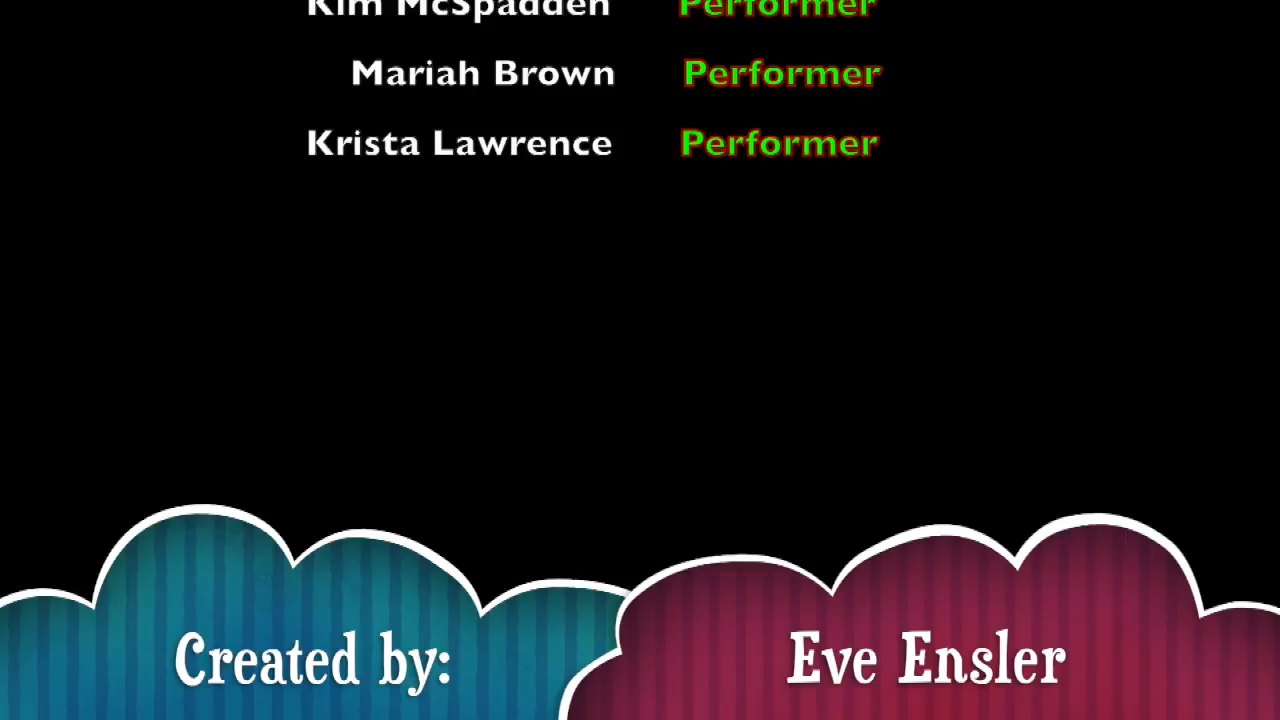 Kim McSpadden Performer
Mariah Brown Performer
Krista Lawrence Performer
Created by: Eve Ensler